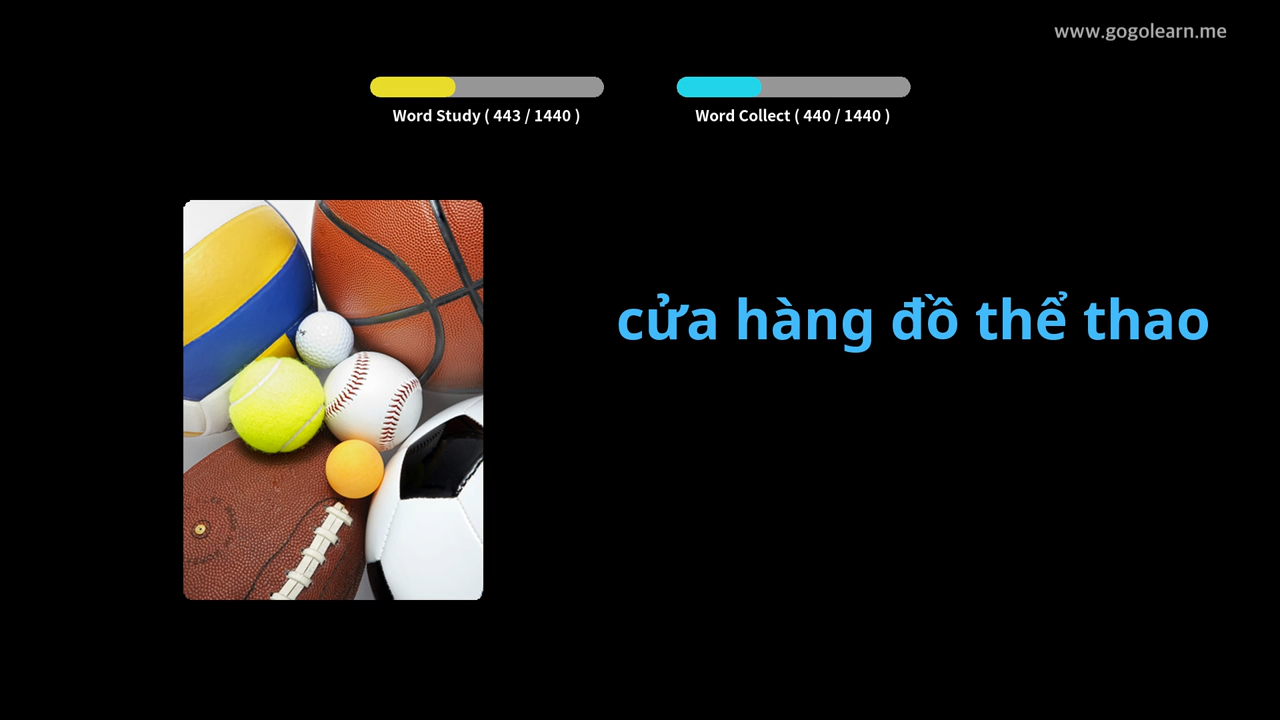 www.gogolearn.me
Word Study ( 443 / 1440 )
Word Collect ( 440 / 1440 )
cửa hàng đồ thể thao